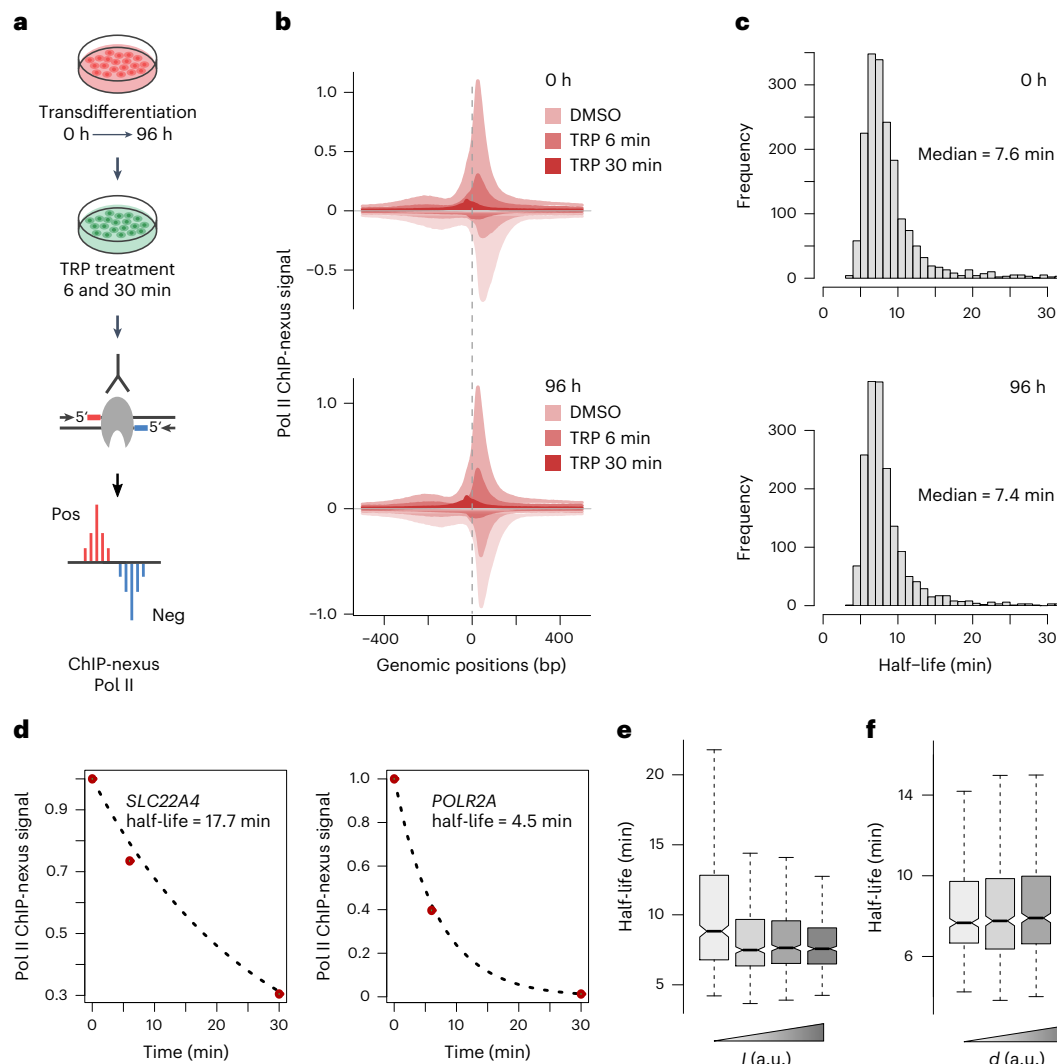 a
Transdifferentiation
0 h 96 h
TRP treatment
6 and 30 min
5′
5′
Pos
Neg
ChIP-nexus
Pol II
b
Pol II ChIP-nexus signal
0 h
DMSO
TRP 6 min
TRP 30 min
1.0
0.5
0
−0.5
96 h
DMSO
TRP 6 min
TRP 30 min
1.0
0
−1.0
−400 0 400
Genomic positions (bp)
c
0 h
Median = 7.6 min
Frequency
300
200
100
0
0 10 20 30
96 h
Median = 7.4 min
Frequency
300
200
100
0
0 10 20 30
Half–life (min)
d
Pol II ChIP-nexus signal
SLC22A4
half-life = 17.7 min
0.9
0.7
0.5
0.3
0 10 20 30
Time (min)
Pol II ChIP-nexus signal
POLR2A
half-life = 4.5 min
1.0
0.8
0.6
0.4
0.2
0
0 10 20 30
Time (min)
e
Half-life (min)
20
15
10
5
I (a.u.)
f
Half-life (min)
14
10
6
d (a.u.)